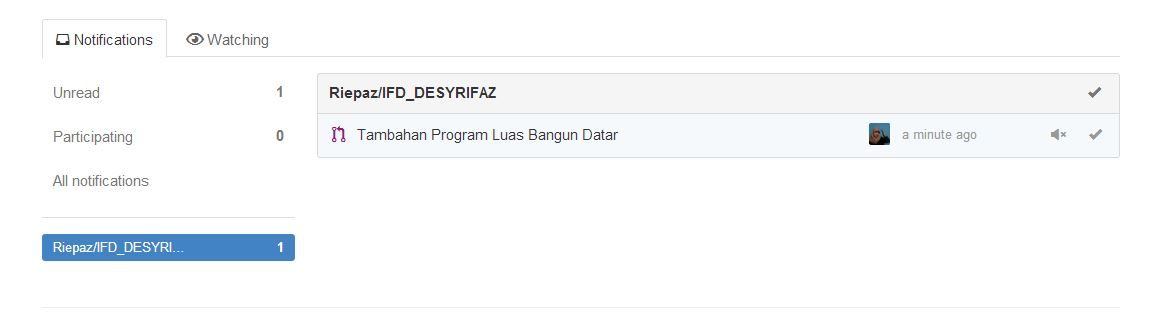 Notifications Watching
Unread 1
Participating 0
All notifications
Riepaz/IFD_DESYRI... 1
Riepaz/IFD_DESYRIFAZ
Tambahan Program Luas Bangun Datar a minute ago